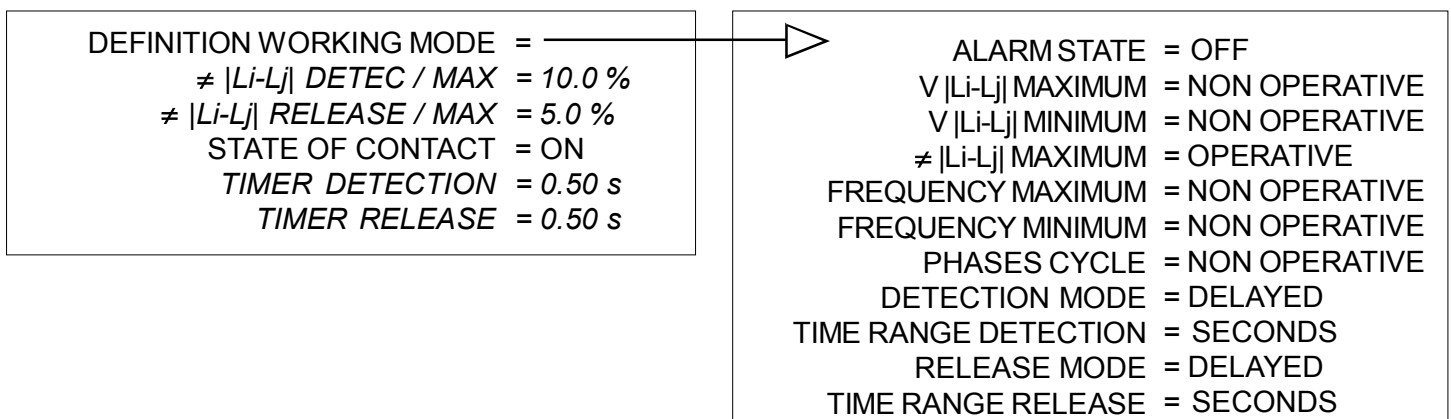 DEFINITION WORKING MODE =
≠ |Li-Lj| DETEC / MAX = 10.0 %
≠ |Li-Lj| RELEASE / MAX = 5.0 %
STATE OF CONTACT = ON
TIMER DETECTION = 0.50 s
TIMER RELEASE = 0.50 s
ALARM STATE = OFF
V |Li-Lj| MAXIMUM = NON OPERATIVE
V |Li-Lj| MINIMUM = NON OPERATIVE
≠ |Li-Lj| MAXIMUM = OPERATIVE
FREQUENCY MAXIMUM = NON OPERATIVE
FREQUENCY MINIMUM = NON OPERATIVE
PHASES CYCLE = NON OPERATIVE
DETECTION MODE = DELAYED
TIME RANGE DETECTION = SECONDS
RELEASE MODE = DELAYED
TIME RANGE RELEASE = SECONDS